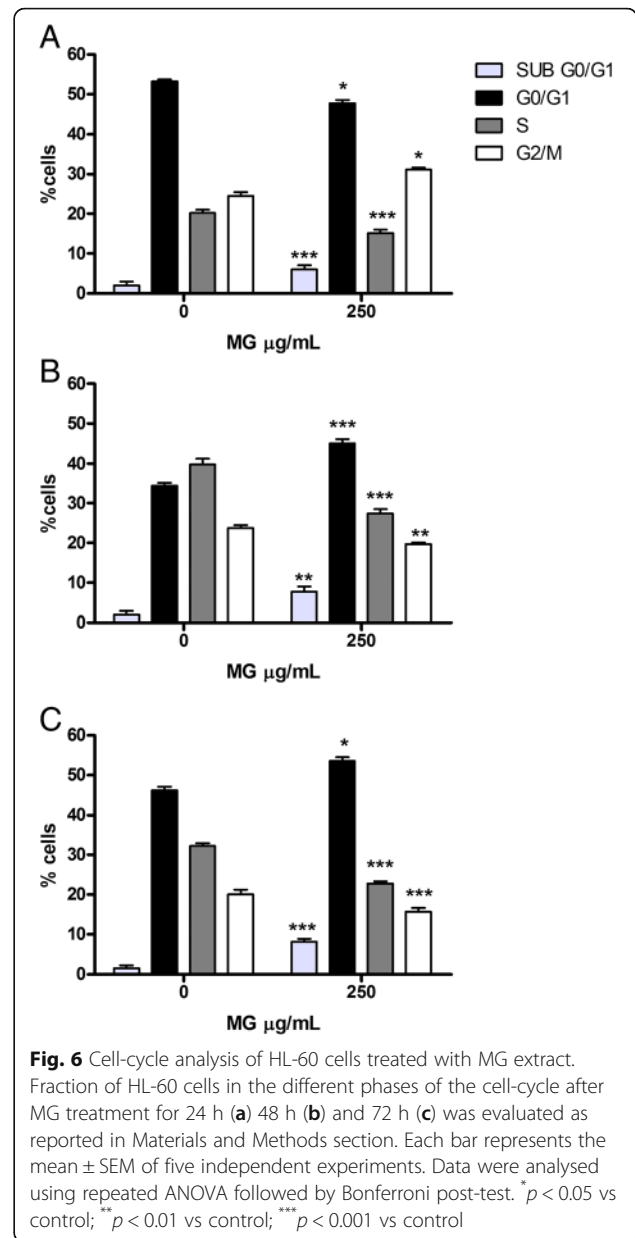 A
SUB G0/G1
G0/G1
S
G2/M
60
50
40
30
20
10
0
%cells
*
*
***
***
0
250
MG µg/mL
B
60
50
40
30
20
10
0
%cells
***
***
**
**
0
250
MG µg/mL
C
60
50
40
30
20
10
0
% cells
*
***
***
***
0
250
MG µg/mL
Fig. 6 Cell-cycle analysis of HL-60 cells treated with MG extract.
Fraction of HL-60 cells in the different phases of the cell-cycle after
MG treatment for 24 h (a) 48 h (b) and 72 h (c) was evaluated as
reported in Materials and Methods section. Each bar represents the
mean ± SEM of five independent experiments. Data were analysed
using repeated ANOVA followed by Bonferroni post-test. *p < 0.05 vs
control; **p < 0.01 vs control; ***p < 0.001 vs control